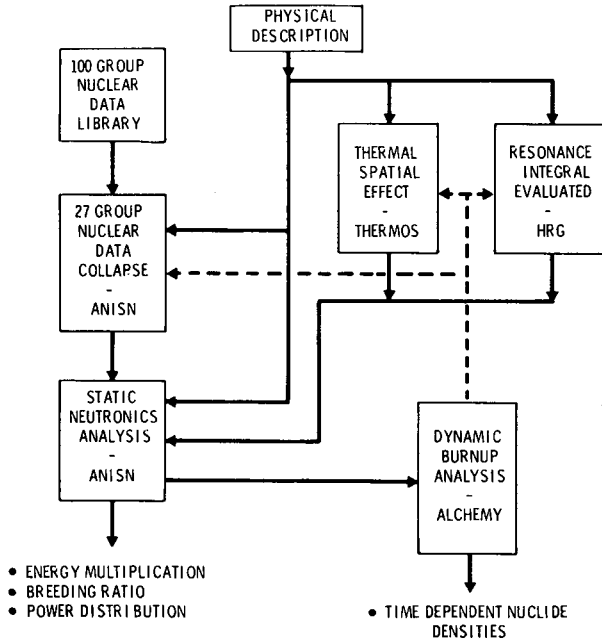 PHYSICAL
DESCRIPTION
100 GROUP
NUCLEAR
DATA
LIBRARY
THERMAL
SPATIAL
EFFECT
-
THERMOS
RESONANCE
INTEGRAL
EVALUATED
-
HRG
27 GROUP
NUCLEAR
DATA
COLLAPSE
-
ANISN
STATIC
NEUTRONICS
ANALYSIS
-
ANISN
DYNAMIC
BURNUP
ANALYSIS
-
ALCHEMY
• ENERGY MULTIPLICATION
• BREEDING RATIO
• POWER DISTRIBUTION
• TIME DEPENDENT NUCLIDE
DENSITIES